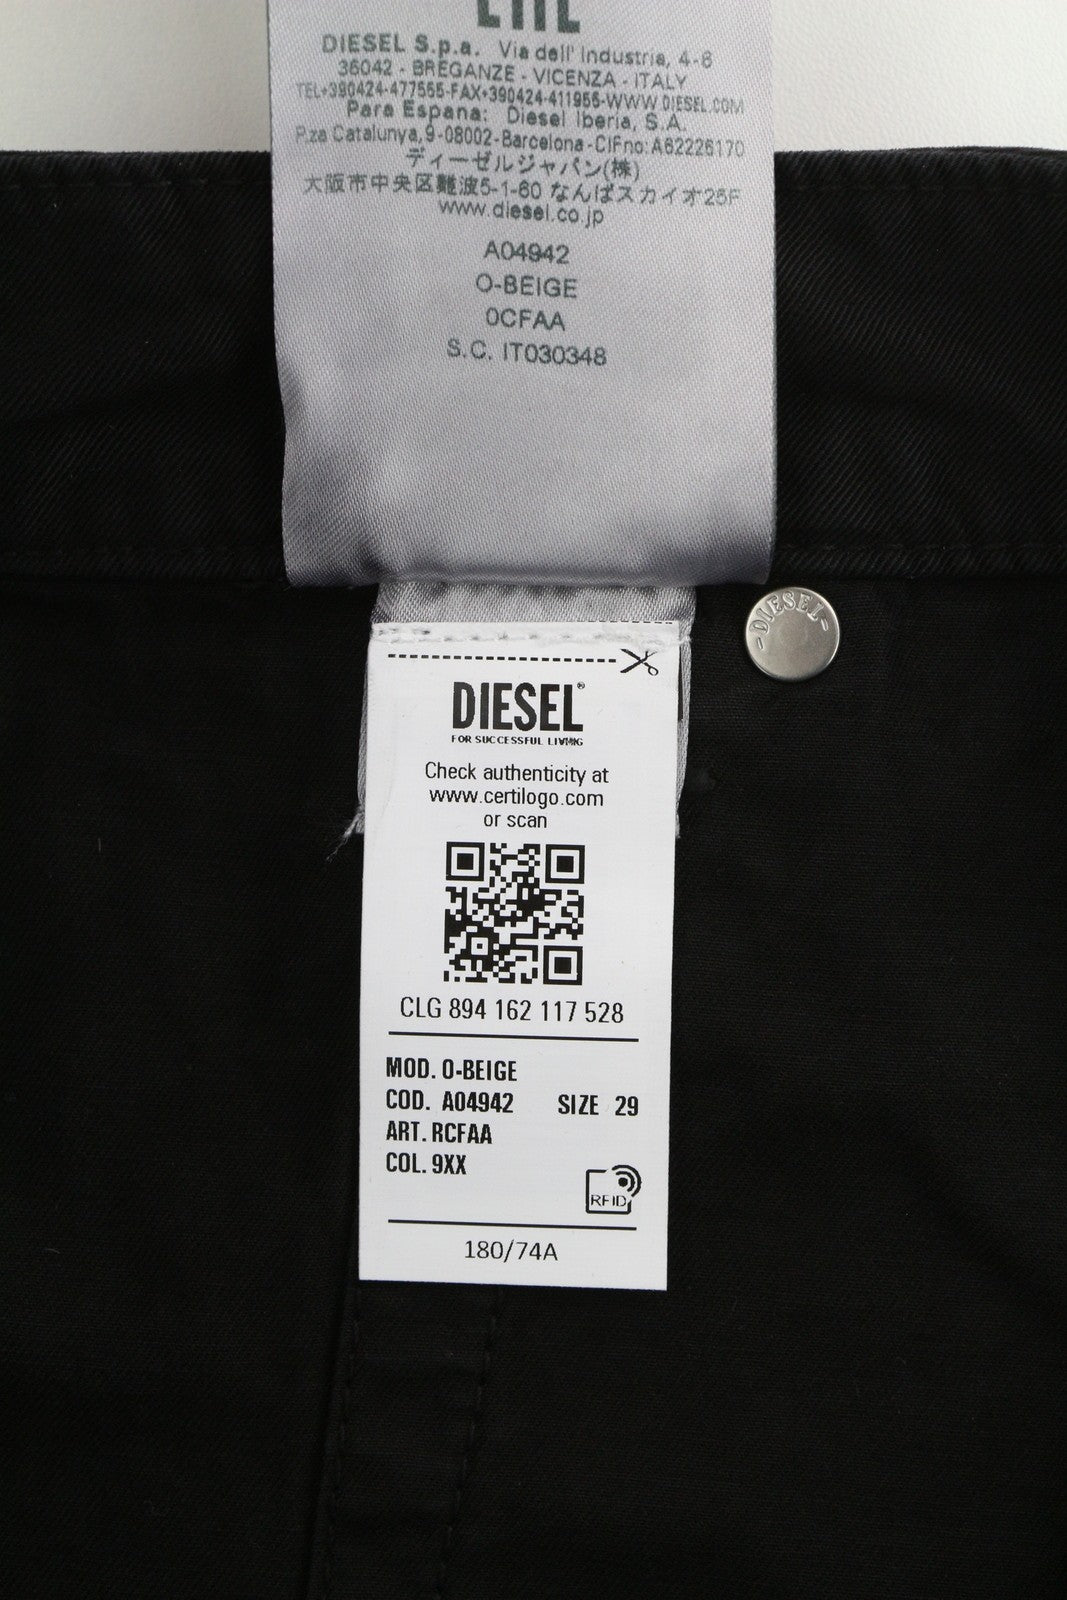 EAC
DIESEL S.p.a. Via dell' Industria, 4-6
36042 - BREGANZE - VICENZA - ITALY
TEL+390424-477555-FAX+390424-411955-WWW.DIESEL.COM
Para Espana: Diesel Iberia, S.A.
P.za Catalunya, 9-08002-Barcelona-CIFno: A62226170
ディーゼルジャパン(株)
大阪市中央区難波5-1-60 なんばスカイオ25F
www.diesel.co.jp
A04942
O-BEIGE
0CFAA
S.C. IT030348
-DIESEL-
DIESEL®
FOR SUCCESSFUL LIVING
Check authenticity at
www.certilogo.com
or scan
CLG 894 162 117 528
MOD. O-BEIGE
COD. A04942 SIZE 29
ART. RCFAA
COL. 9XX
RFID
180/74A